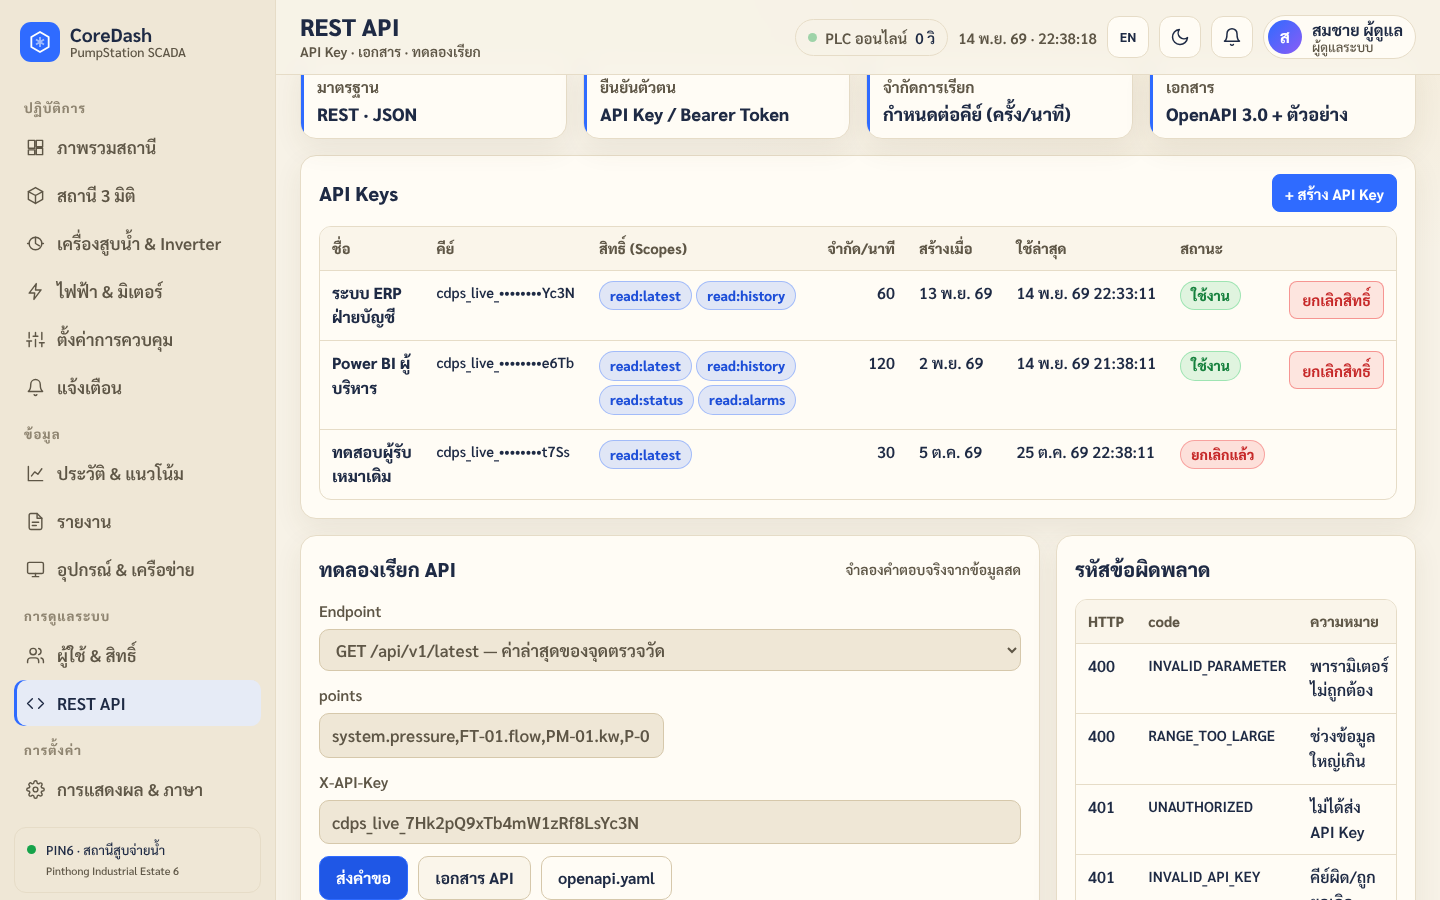 CoreDash
PumpStation SCADA
ปฏิบัติการ
ภาพรวมสถานี
สถานี 3 มิติ
เครื่องสูบน้ำ & Inverter
ไฟฟ้า & มิเตอร์
ตั้งค่าการควบคุม
แจ้งเตือน
ข้อมูล
ประวัติ & แนวโน้ม
รายงาน
อุปกรณ์ & เครือข่าย
การดูแลระบบ
ผู้ใช้ & สิทธิ์
REST API
การตั้งค่า
การแสดงผล & ภาษา
PIN6 · สถานีสูบจ่ายน้ำ
Pinthong Industrial Estate 6
REST API
API Key · เอกสาร · ทดลองเรียก
PLC ออนไลน์ 0 วิ
14 พ.ย. 69 · 22:38:18
EN
ส
สมชาย ผู้ดูแล
ผู้ดูแลระบบ
มาตรฐาน
REST · JSON
ยืนยันตัวตน
API Key / Bearer Token
จำกัดการเรียก
กำหนดต่อคีย์ (ครั้ง/นาที)
เอกสาร
OpenAPI 3.0 + ตัวอย่าง
API Keys
+ สร้าง API Key
ชื่อ คีย์ สิทธิ์ (Scopes) จำกัด/นาที สร้างเมื่อ ใช้ล่าสุด สถานะ
ระบบ ERP cdps_live_••••••••Yc3N read:latest read:history 60 13 พ.ย. 69 14 พ.ย. 69 22:33:11 ใช้งาน ยกเลิกสิทธิ์
ฝ่ายบัญชี
Power BI ผู้ cdps_live_••••••••e6Tb read:latest read:history 120 2 พ.ย. 69 14 พ.ย. 69 21:38:11 ใช้งาน ยกเลิกสิทธิ์
บริหาร
read:status read:alarms
ทดสอบผู้รับ cdps_live_••••••••t7Ss read:latest 30 5 ต.ค. 69 25 ต.ค. 69 22:38:11 ยกเลิกแล้ว
เหมาเดิม
ทดลองเรียก API
จำลองคำตอบจริงจากข้อมูลสด
Endpoint
GET /api/v1/latest — ค่าล่าสุดของจุดตรวจวัด
points
system.pressure,FT-01.flow,PM-01.kw,P-0
X-API-Key
cdps_live_7Hk2pQ9xTb4mW1zRf8LsYc3N
ส่งคำขอ
เอกสาร API
openapi.yaml
รหัสข้อผิดพลาด
HTTP code ความหมาย
400 INVALID_PARAMETER พารามิเตอร์
ไม่ถูกต้อง
400 RANGE_TOO_LARGE ช่วงข้อมูล
ใหญ่เกิน
401 UNAUTHORIZED ไม่ได้ส่ง
API Key
401 INVALID_API_KEY คีย์ผิด/ถูก